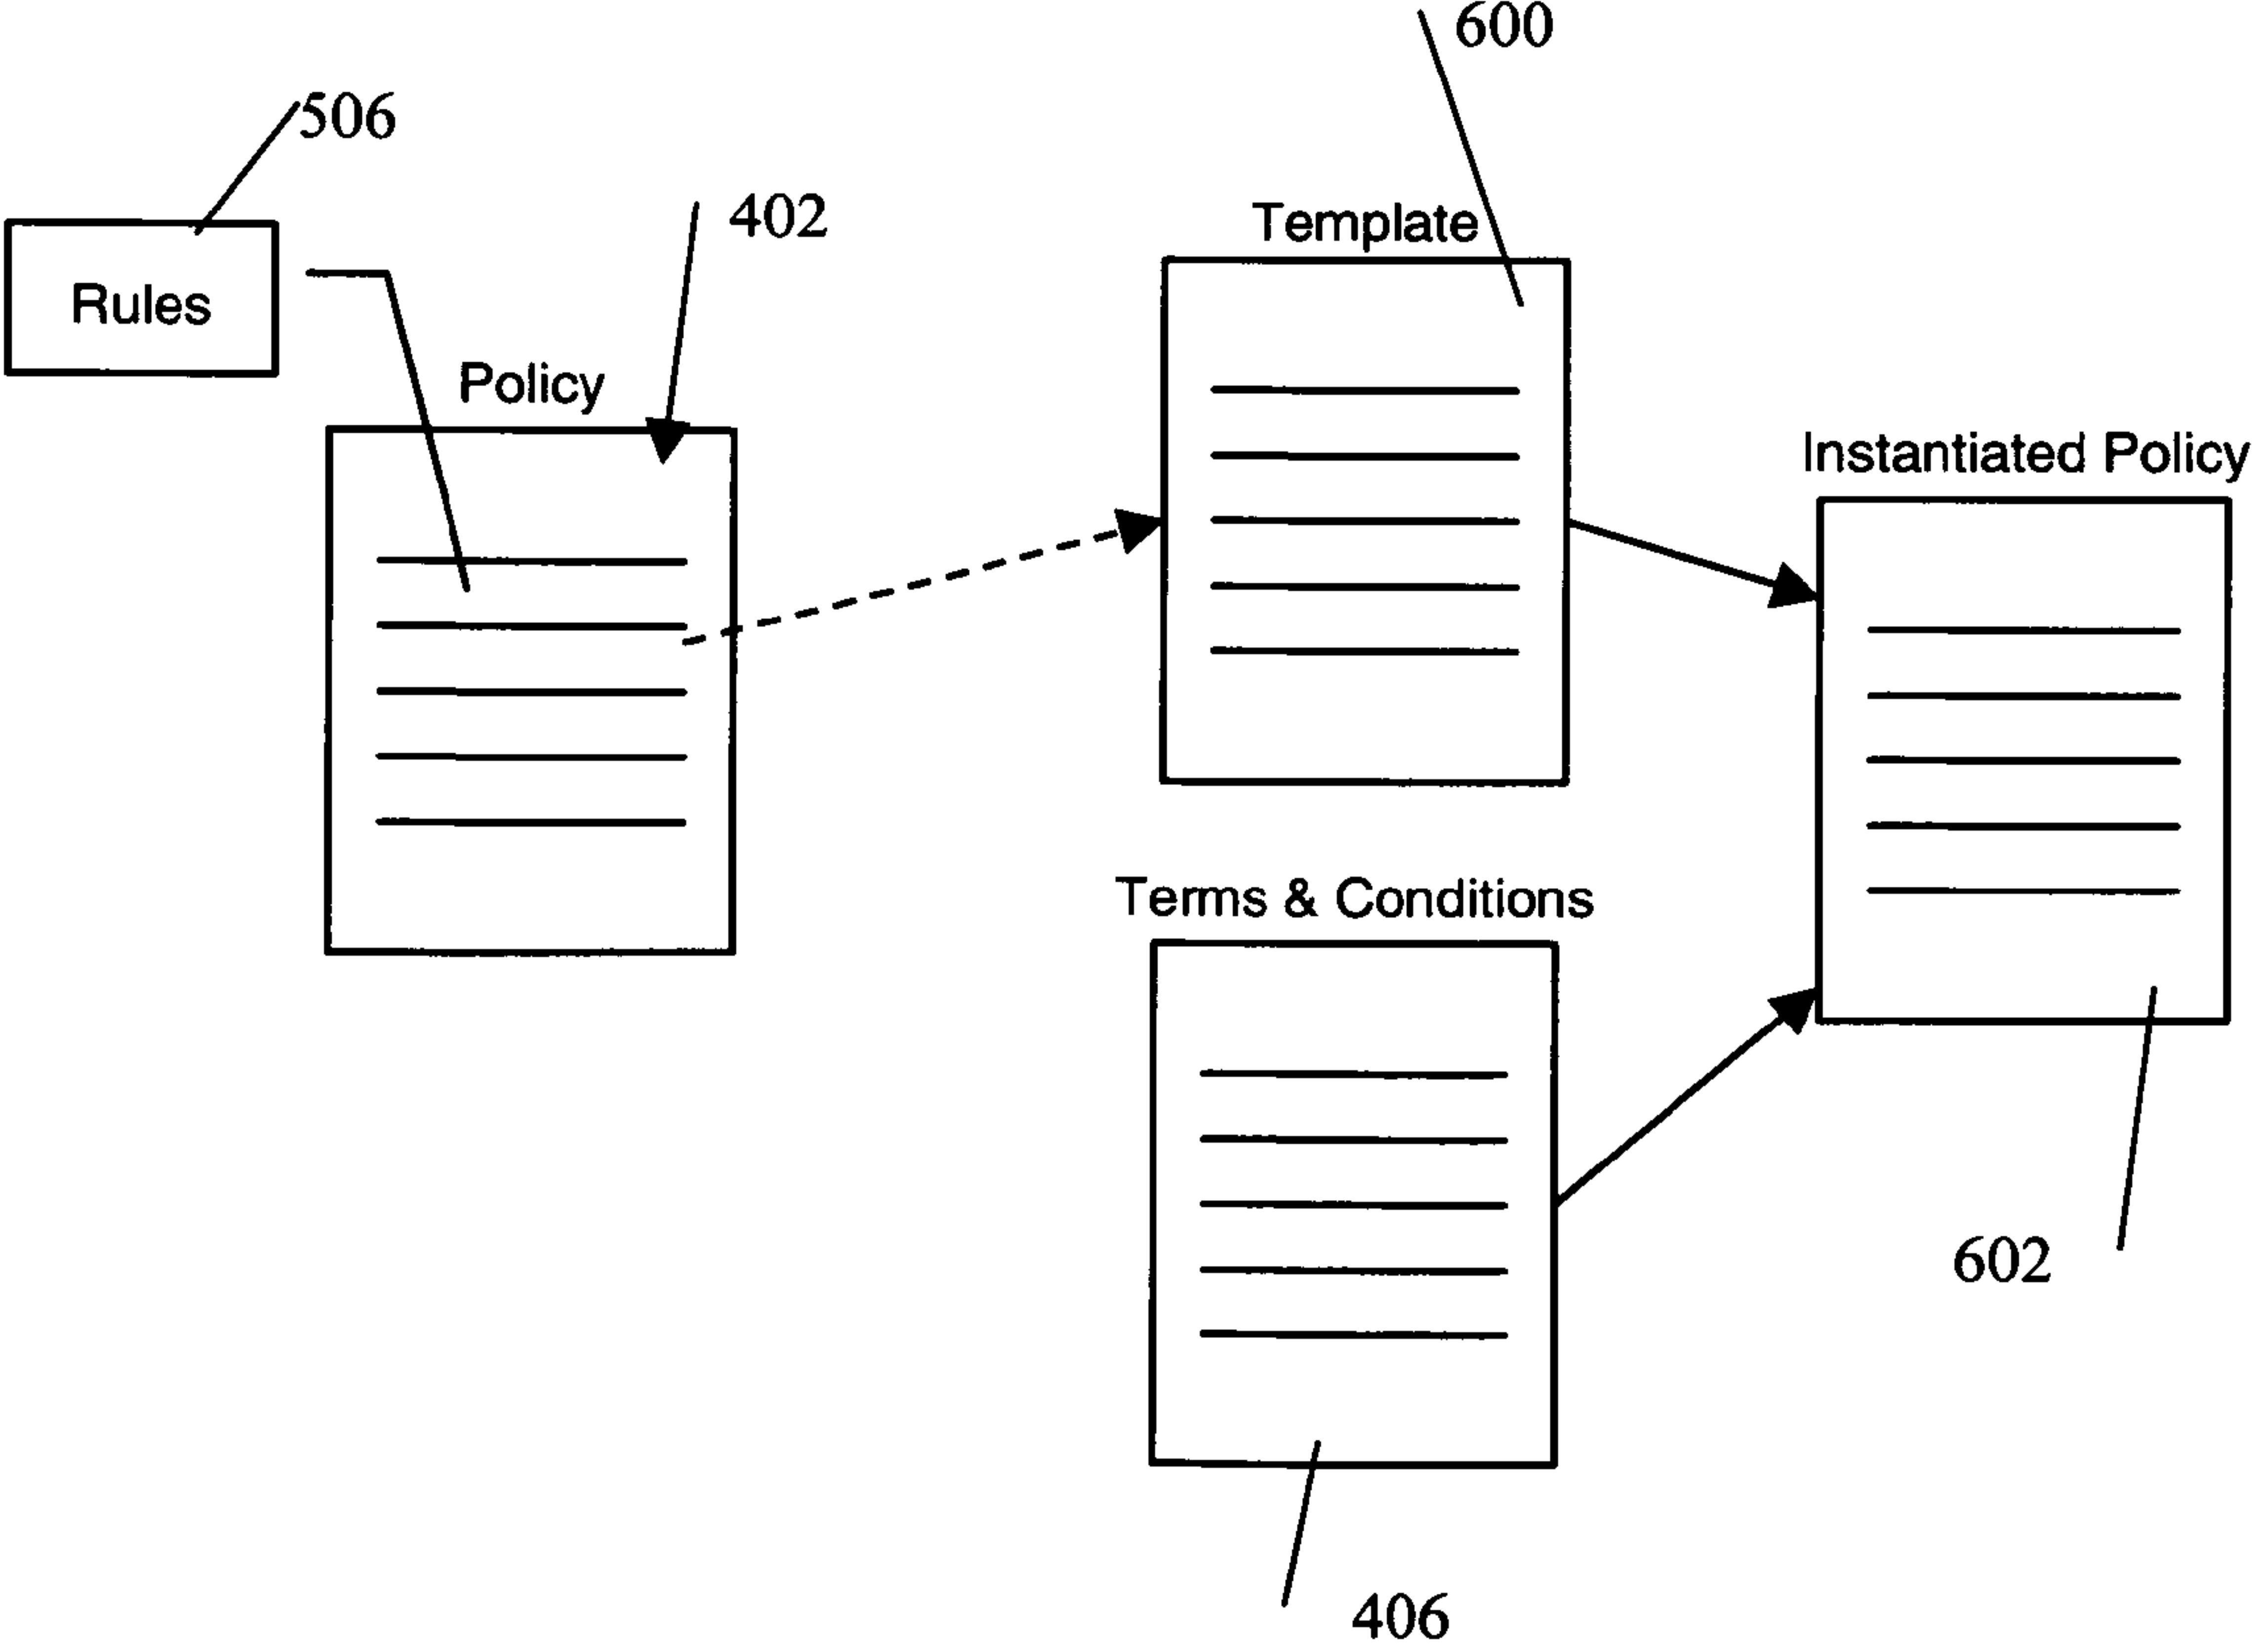 600
506
402
Template
Rules
Policy
Instantiated Policy
Terms & Conditions
602
406